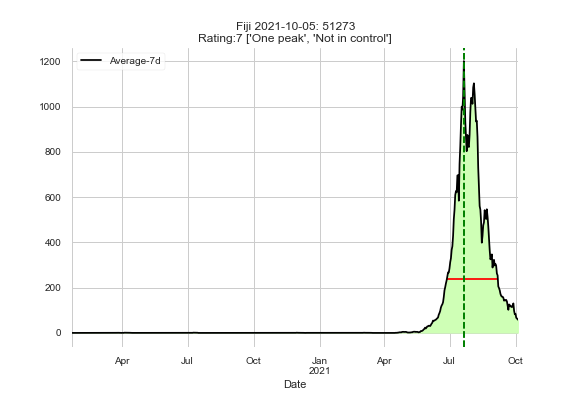 Fiji 2021-10-05: 51273
Rating:7 ['One peak', 'Not in control']
Average-7d
1200
1000
800
600
400
200
0
Apr
Jul
Oct
Jan
2021
Apr
Jul
Oct
Date